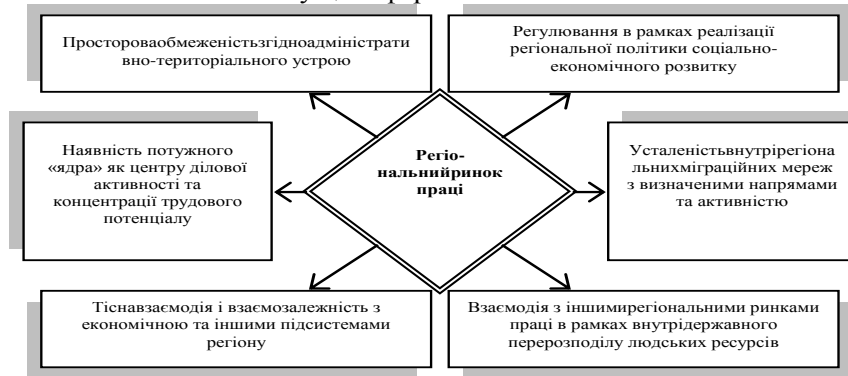 Просторова обмеженістьзгідноадміністрати
вно-територіального устрою
Регулювання в рамках реалізації
регіональної політики соціально-
економічного розвитку
Наявність потужного
«ядра» як центру ділової
активності та
концентрації трудового
потенціалу
Регіо-
нальнийринок
праці
Усталеністьвнутрірегіона
льнихміграційних мереж
з визначеними напрямами
та активністю
Тіснавзаємодія і взаємозалежність з
економічною та іншими підсистемами
регіону
Взаємодія з іншимирегіональними ринками
праці в рамках внутрідержавного
перерозподілу людських ресурсів